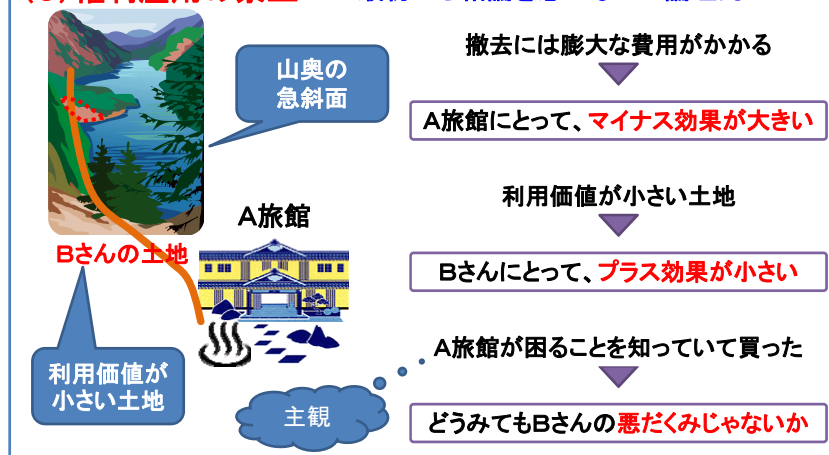 山奥の
急斜面
A旅館
Bさんの土地
利用価値が
小さい土地
撤去には膨大な費用がかかる
A旅館にとって、マイナス効果が大きい
利用価値が小さい土地
Bさんにとって、プラス効果が小さい
A旅館が困ることを知っていて買った
主観
どうみてもBさんの悪だくみじゃないか